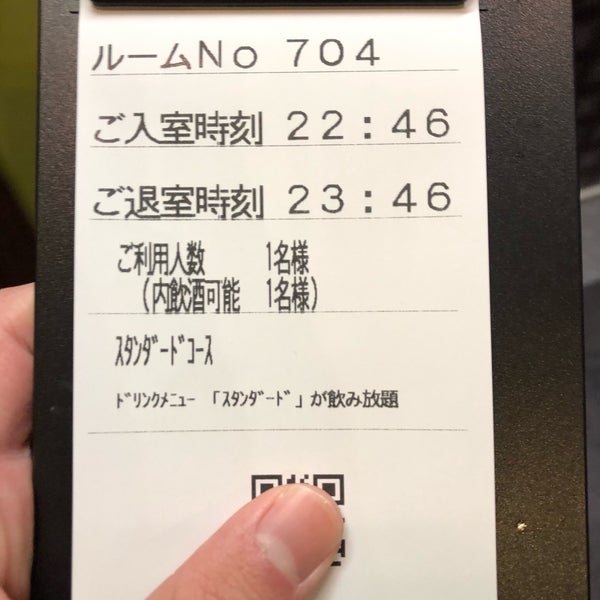 ルームNo 704
ご入室時刻 22:46
ご退室時刻 23:46
ご利用人数 1名様
(内飲酒可能 1名様)
ｽﾀﾝﾀﾞｰﾄﾞｺｰｽ
ﾄﾞﾘﾝｸﾒﾆｭｰ 「ｽﾀﾝﾀﾞｰﾄﾞ」が飲み放題